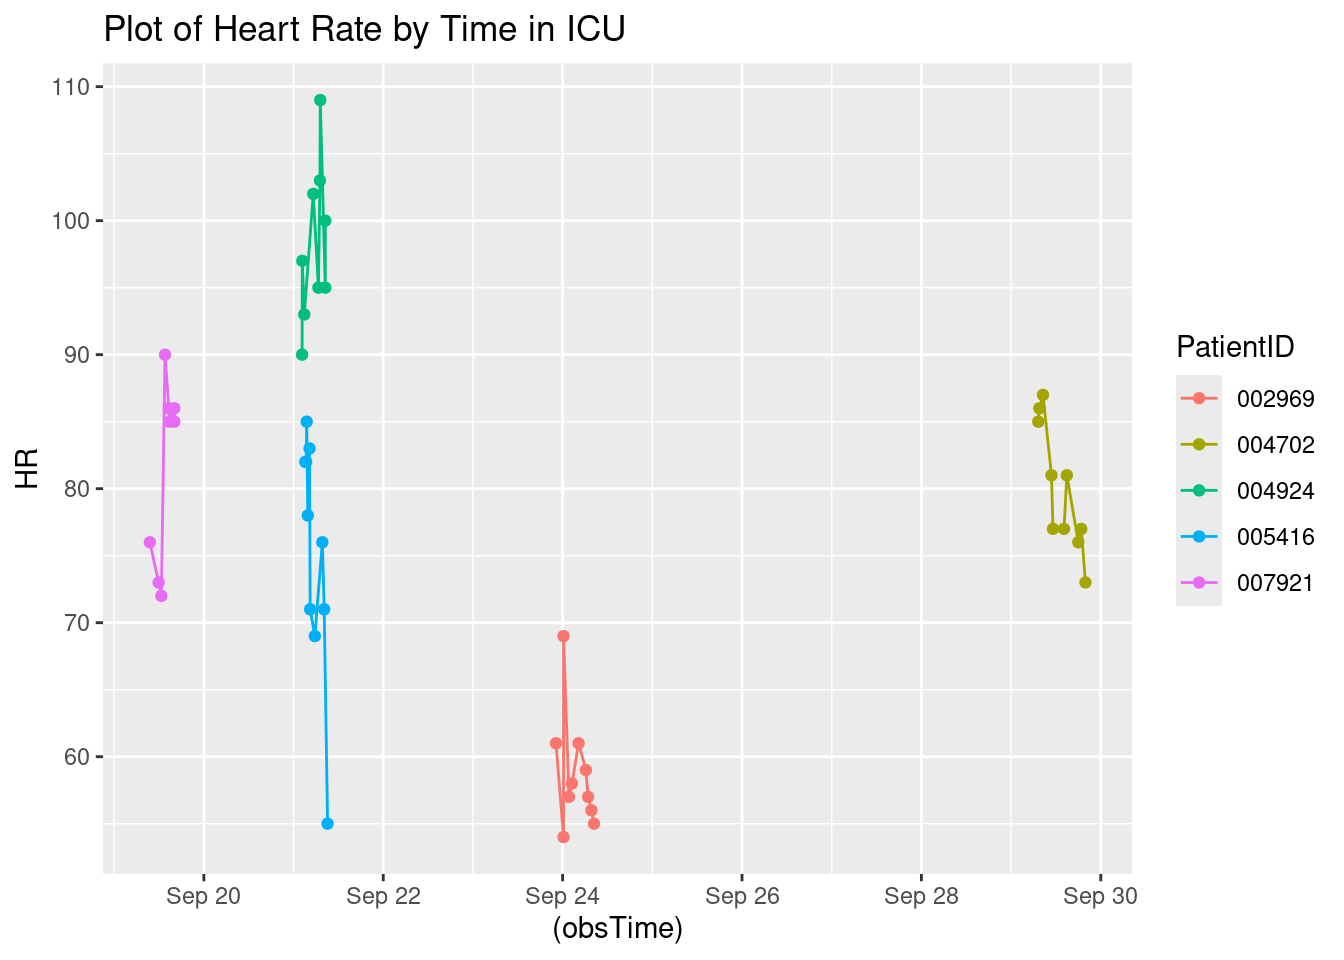 Plot of Heart Rate by Time in ICU
110
100
90
80
70
60
HR
Sep 20 Sep 22 Sep 24 Sep 26 Sep 28 Sep 30
(obsTime)
PatientID
002969
004702
004924
005416
007921